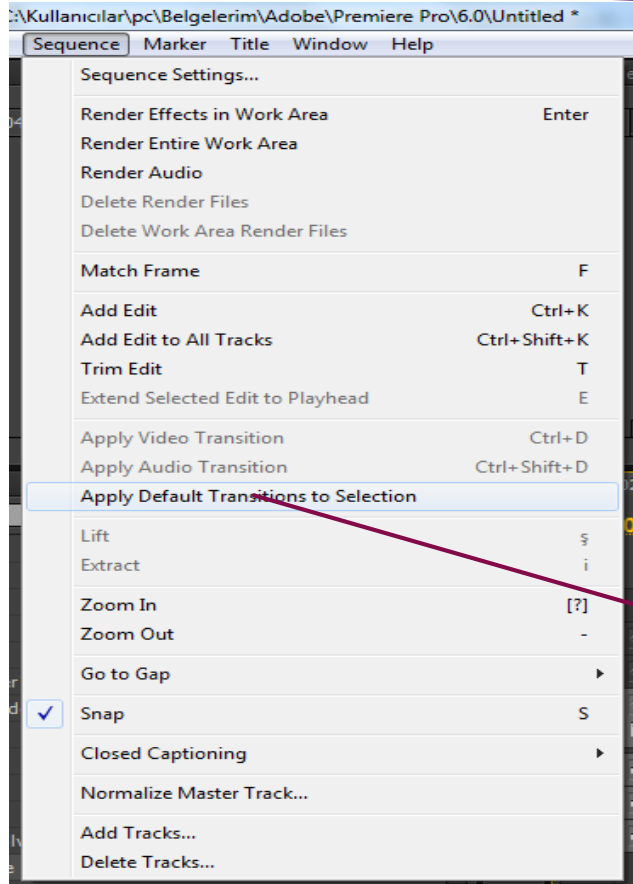 :\Kullanıcılar\pc\Belgelerim\Adobe\Premiere Pro\6.0\Untitled *
Sequence Marker Title Window Help
Sequence Settings...
Render Effects in Work Area Enter
Render Entire Work Area
Render Audio
Delete Render Files
Delete Work Area Render Files
Match Frame F
Add Edit Ctrl+K
Add Edit to All Tracks Ctrl+Shift+K
Trim Edit T
Extend Selected Edit to Playhead E
Apply Video Transition Ctrl+D
Apply Audio Transition Ctrl+Shift+D
Apply Default Transitions to Selection
Lift ş
Extract i
Zoom In [?]
Zoom Out -
Go to Gap
Snap S
Closed Captioning
Normalize Master Track...
Add Tracks...
Delete Tracks...